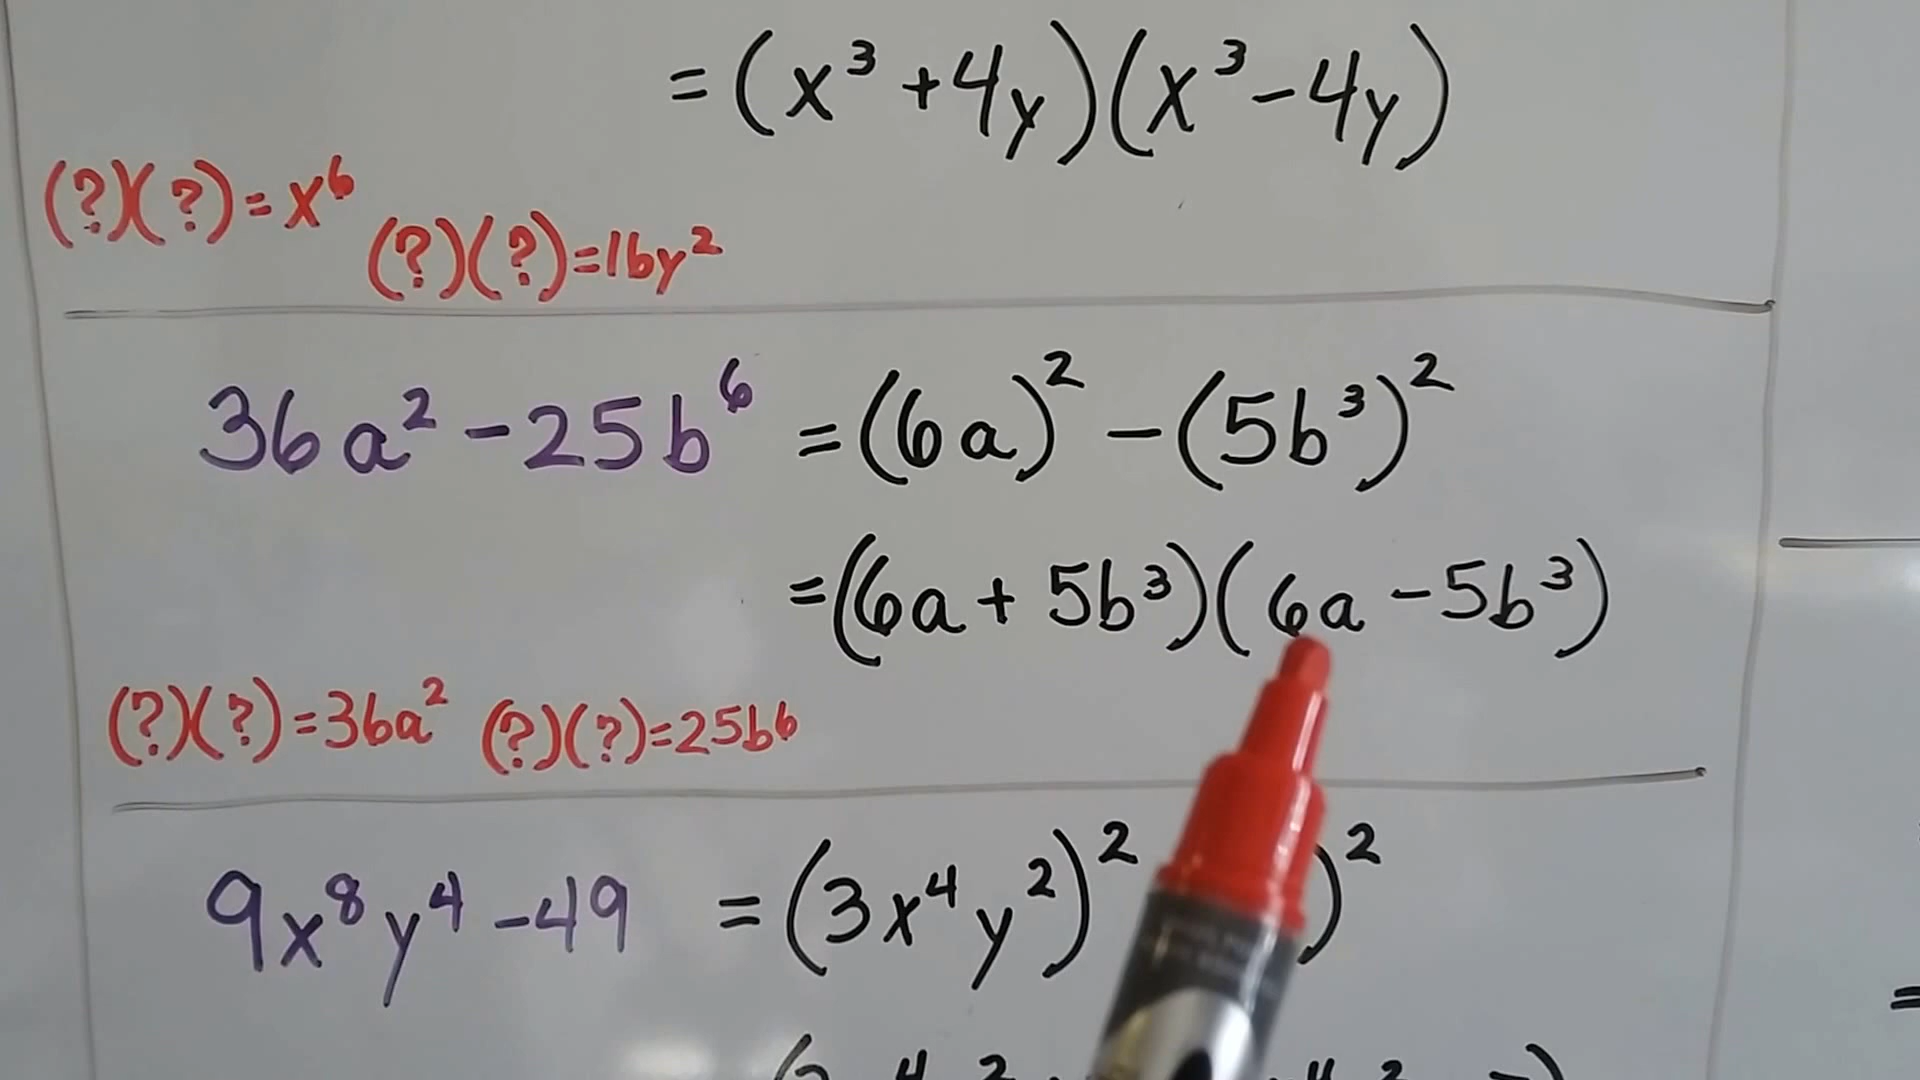 = (x³ + 4y)(x³ - 4y)
(?)(?) = x⁶
(?)(?) = 16y²
36a² - 25b⁶ = (6a)² - (5b³)²
= (6a + 5b³)(6a - 5b³)
(?)(?) = 36a² (?)(?) = 25b⁶
9x⁸y⁴ - 49 = (3x⁴y²)² )²
=